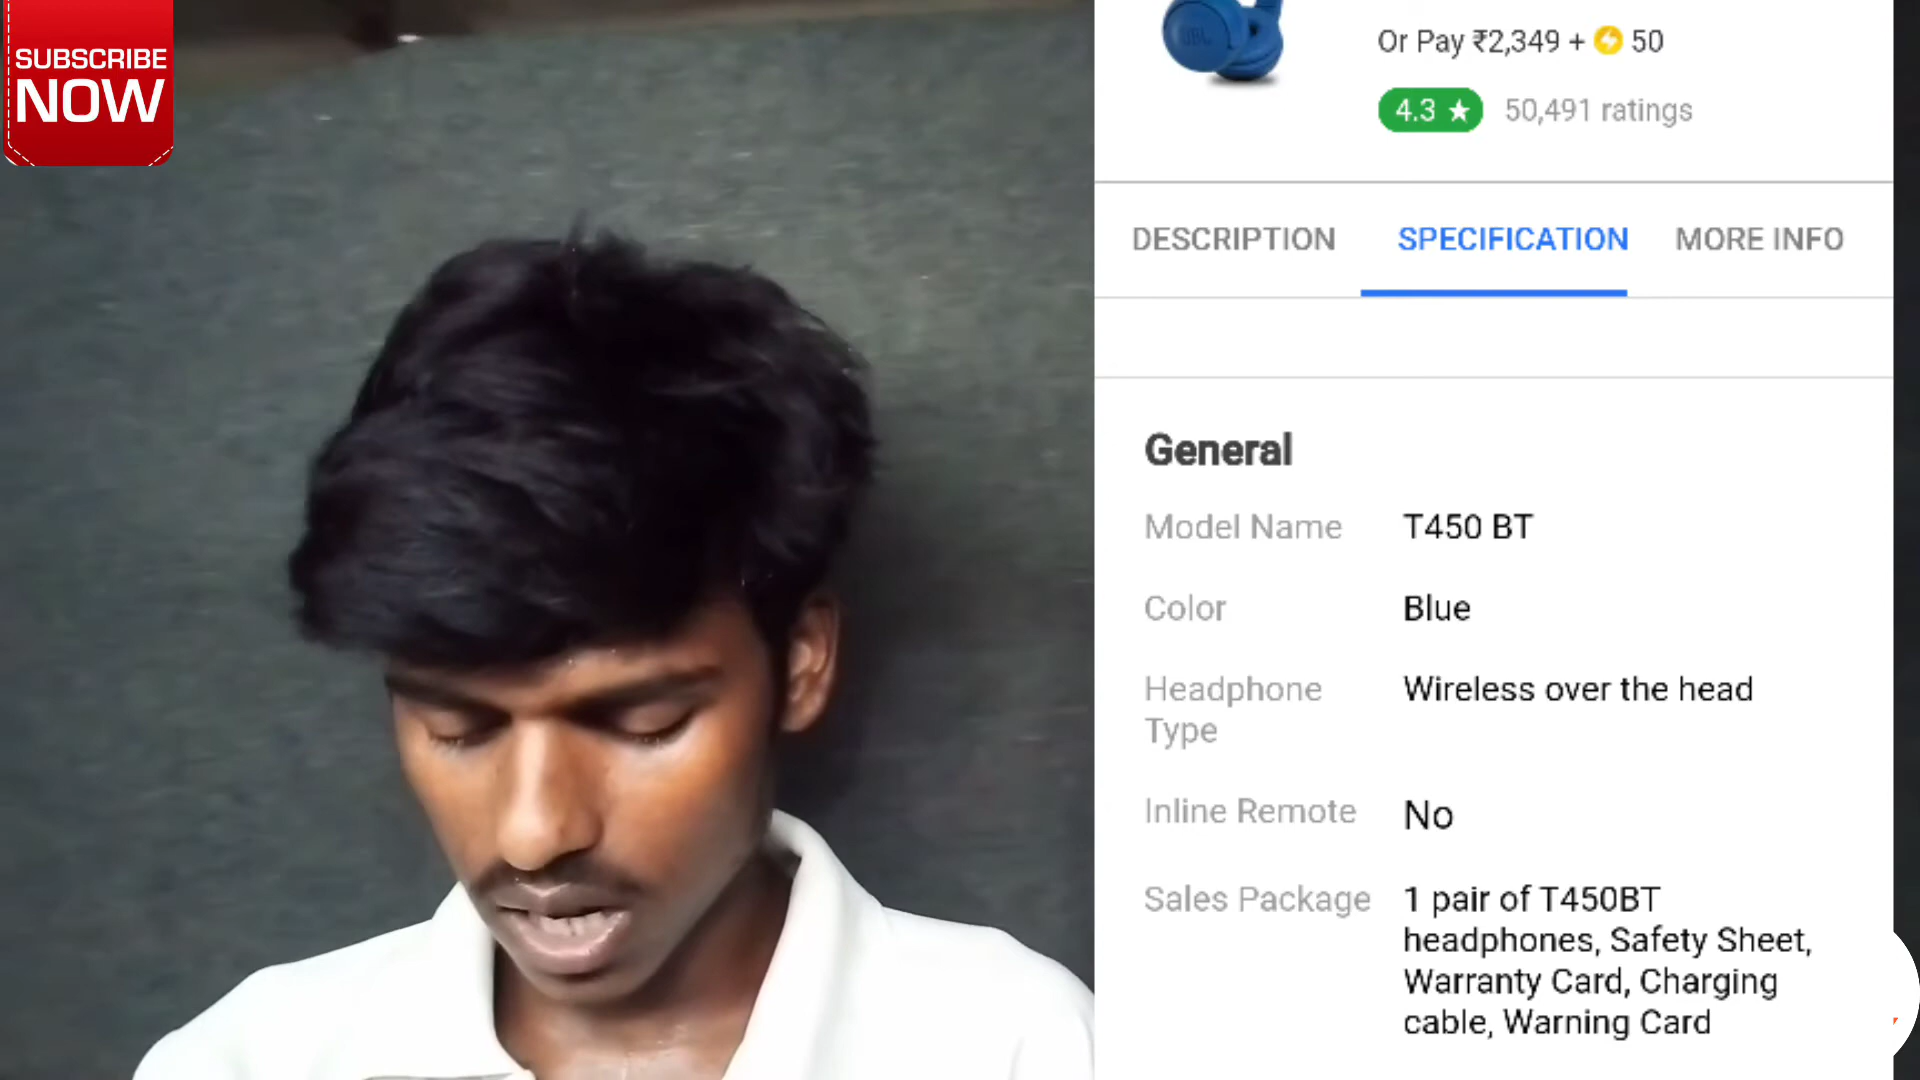 SUBSCRIBE
NOW
JBL
Or Pay ₹2,349 + 50
4.3 ★ 50,491 ratings
DESCRIPTION SPECIFICATION MORE INFO
General
Model Name T450 BT
Color Blue
Headphone Type Wireless over the head
Inline Remote No
Sales Package 1 pair of T450BT
headphones, Safety Sheet,
Warranty Card, Charging
cable, Warning Card